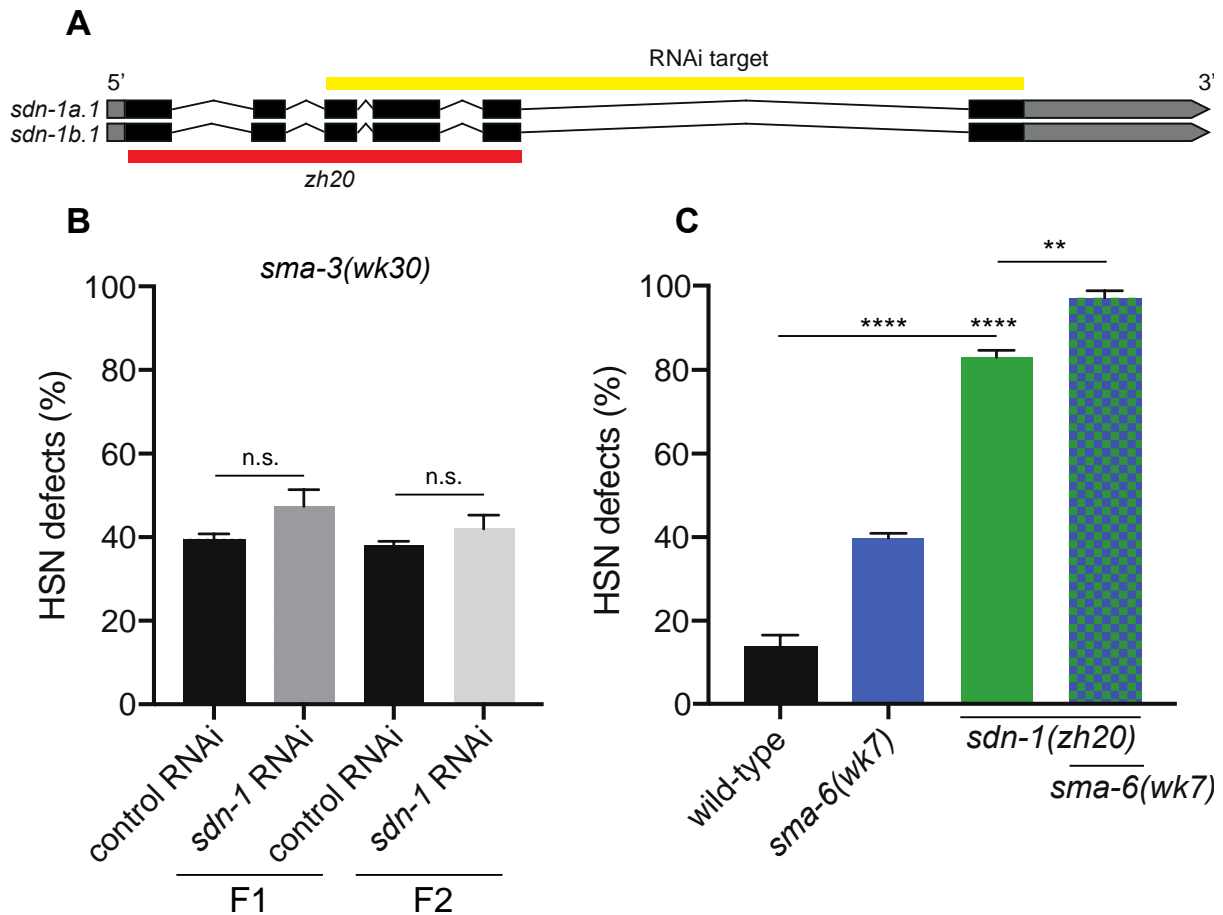 A
RNAi target
5’
3’
sdn-1a.1
sdn-1b.1
zh20
B
sma-3(wk30)
HSN defects (%)
100
80
60
40
20
0
n.s.
n.s.
control RNAi
sdn-1 RNAi
control RNAi
sdn-1 RNAi
F1
F2
C
HSN defects (%)
100
80
60
40
20
0
**
****
****
wild-type
sma-6(wk7)
sdn-1(zh20)
sma-6(wk7)